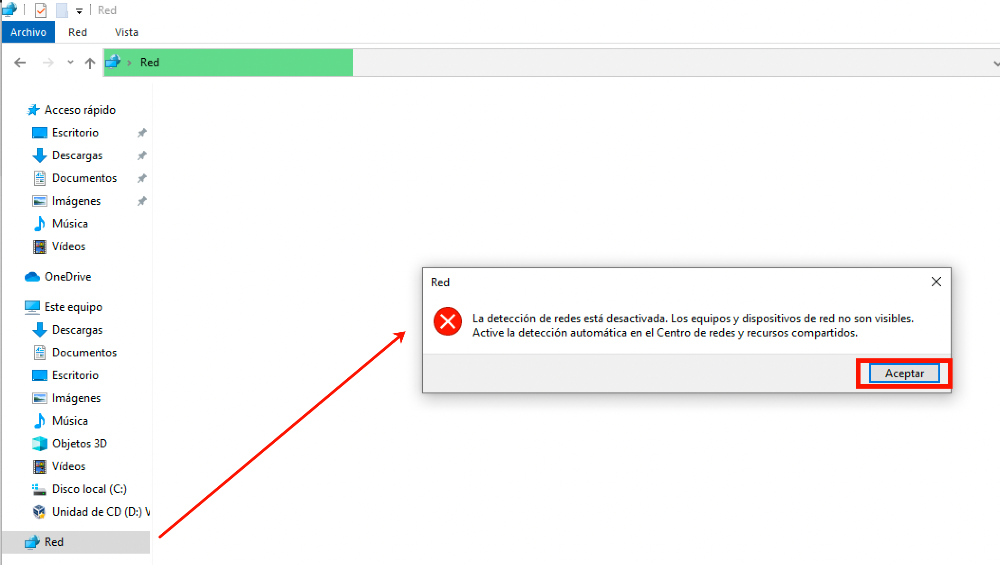 Red
Archivo Red Vista
Red
Acceso rápido
Escritorio
Descargas
Documentos
Imágenes
Música
Vídeos
OneDrive
Este equipo
Descargas
Documentos
Escritorio
Imágenes
Música
Objetos 3D
Vídeos
Disco local (C:)
Unidad de CD (D:) V
Red
Red
La detección de redes está desactivada. Los equipos y dispositivos de red no son visibles.
Active la detección automática en el Centro de redes y recursos compartidos.
Aceptar